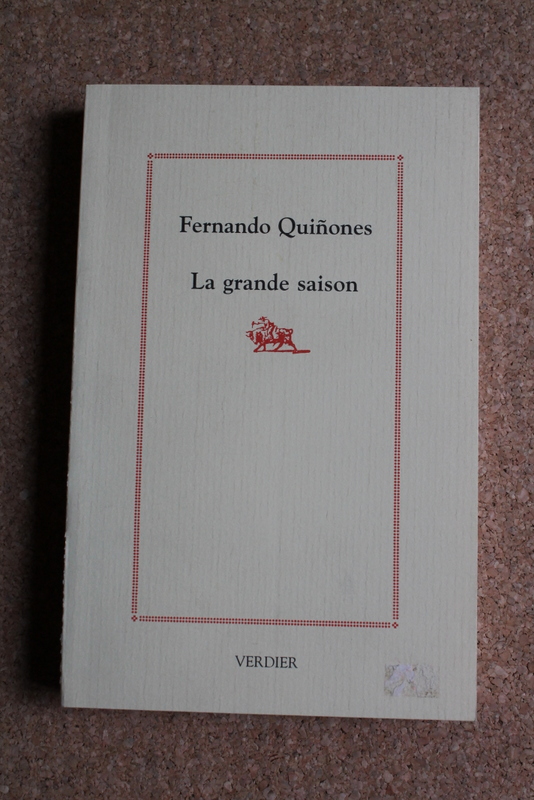 Fernando Quiñones
La grande saison
VERDIER